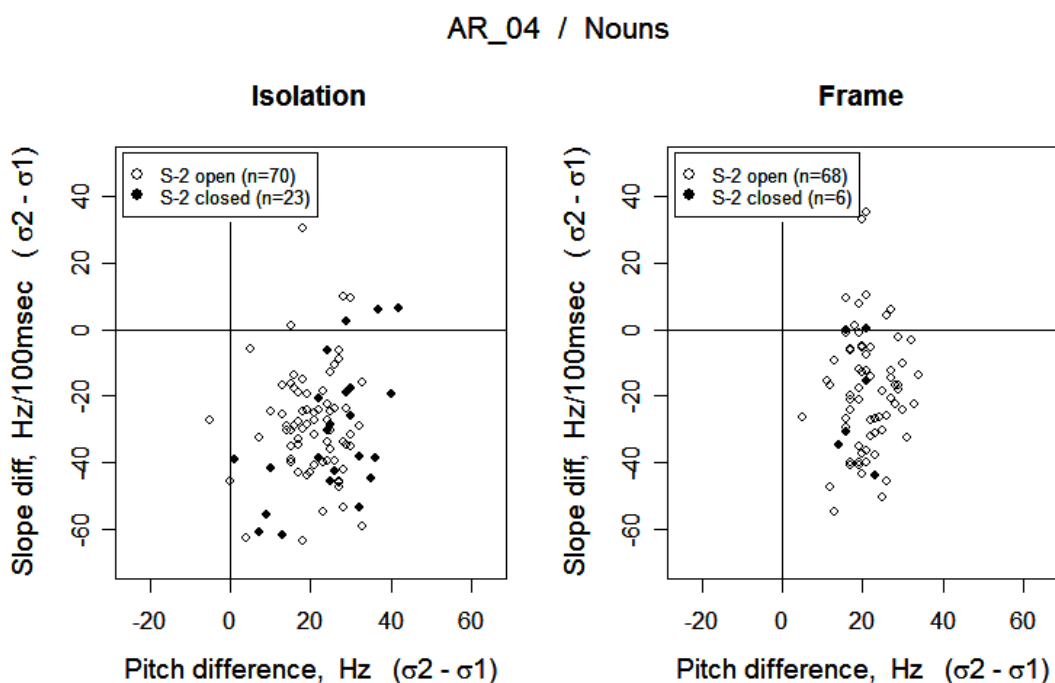 AR_04 / Nouns
Isolation
S-2 open (n=70)
S-2 closed (n=23)
Slope diff, Hz/100msec ( σ2 - σ1)
40
20
0
-20
-40
-60
-20 0 20 40 60
Pitch difference, Hz (σ2 - σ1)
Frame
S-2 open (n=68)
S-2 closed (n=6)
Slope diff, Hz/100msec ( σ2 - σ1)
40
20
0
-20
-40
-60
-20 0 20 40 60
Pitch difference, Hz (σ2 - σ1)